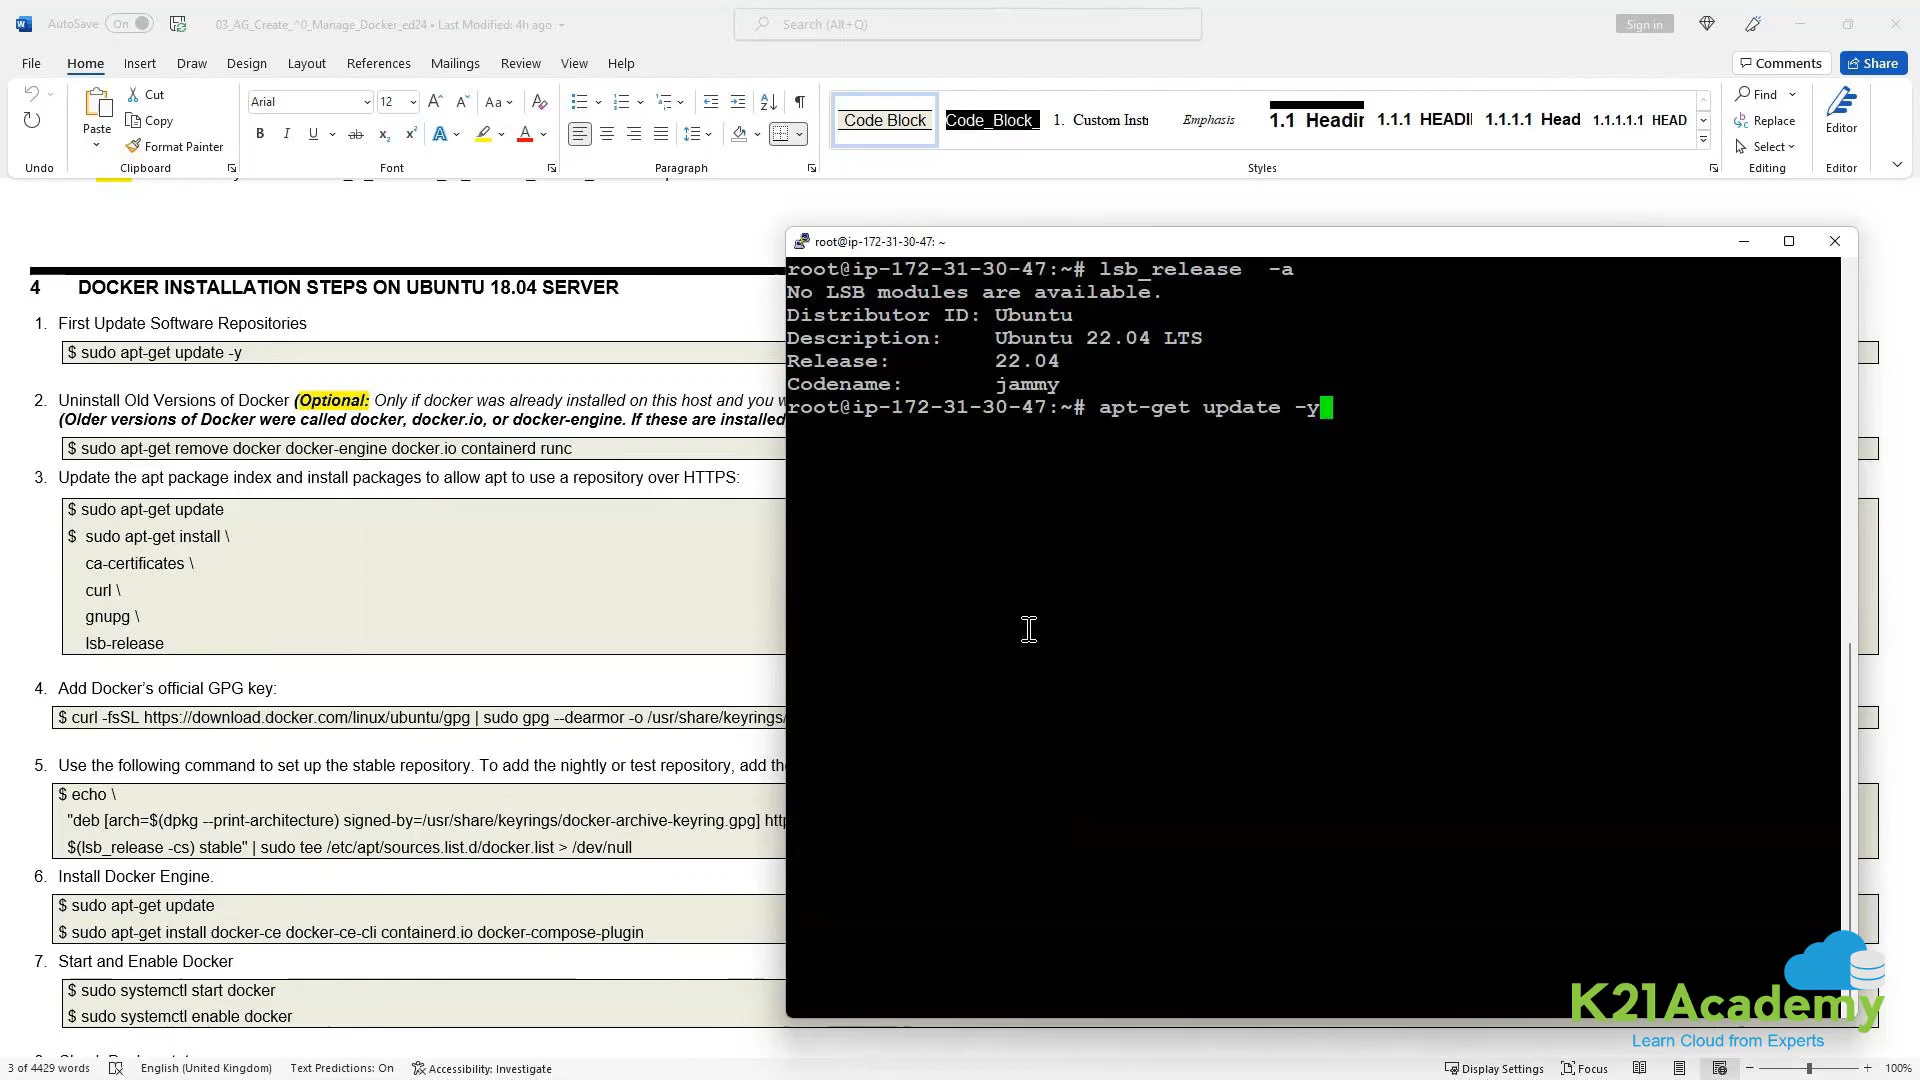 AutoSave On 03_AG_Create_^0_Manage_Docker_ed24 • Last Modified: 4h ago Search (Alt+Q) Sign in
File Home Insert Draw Design Layout References Mailings Review View Help Comments Share
Paste Cut Copy Format Painter
Arial 12 Aa
B I U ab x₂ x² A A
Code Block Code_Block_ 1. Custom Inst Emphasis 1.1 Headir 1.1.1 HEADI 1.1.1.1 Head 1.1.1.1.1 HEAD
Find Replace Select Editor
Undo Clipboard Font Paragraph Styles Editing Editor
4 DOCKER INSTALLATION STEPS ON UBUNTU 18.04 SERVER
1. First Update Software Repositories
$ sudo apt-get update -y
2. Uninstall Old Versions of Docker (Optional: Only if docker was already installed on this host and you w
(Older versions of Docker were called docker, docker.io, or docker-engine. If these are installed
$ sudo apt-get remove docker docker-engine docker.io containerd runc
3. Update the apt package index and install packages to allow apt to use a repository over HTTPS:
$ sudo apt-get update
$ sudo apt-get install \
ca-certificates \
curl \
gnupg \
lsb-release
4. Add Docker’s official GPG key:
$ curl -fsSL https://download.docker.com/linux/ubuntu/gpg | sudo gpg --dearmor -o /usr/share/keyrings/
5. Use the following command to set up the stable repository. To add the nightly or test repository, add the
$ echo \
"deb [arch=$(dpkg --print-architecture) signed-by=/usr/share/keyrings/docker-archive-keyring.gpg] http
$(lsb_release -cs) stable" | sudo tee /etc/apt/sources.list.d/docker.list > /dev/null
6. Install Docker Engine.
$ sudo apt-get update
$ sudo apt-get install docker-ce docker-ce-cli containerd.io docker-compose-plugin
7. Start and Enable Docker
$ sudo systemctl start docker
$ sudo systemctl enable docker
root@ip-172-31-30-47: ~
root@ip-172-31-30-47:~# lsb_release  -a
No LSB modules are available.
Distributor ID: Ubuntu
Description: Ubuntu 22.04 LTS
Release: 22.04
Codename: jammy
root@ip-172-31-30-47:~# apt-get update -y
K21Academy
Learn Cloud from Experts
3 of 4429 words English (United Kingdom) Text Predictions: On Accessibility: Investigate Display Settings Focus 100%